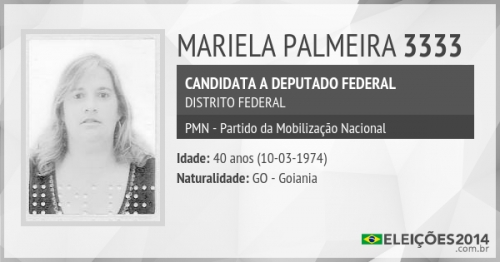 MARIELA PALMEIRA 3333
CANDIDATA A DEPUTADO FEDERAL
DISTRITO FEDERAL
PMN - Partido da Mobilização Nacional
Idade: 40 anos (10-03-1974)
Naturalidade: GO - Goiania
ELEIÇÕES2014
.com.br